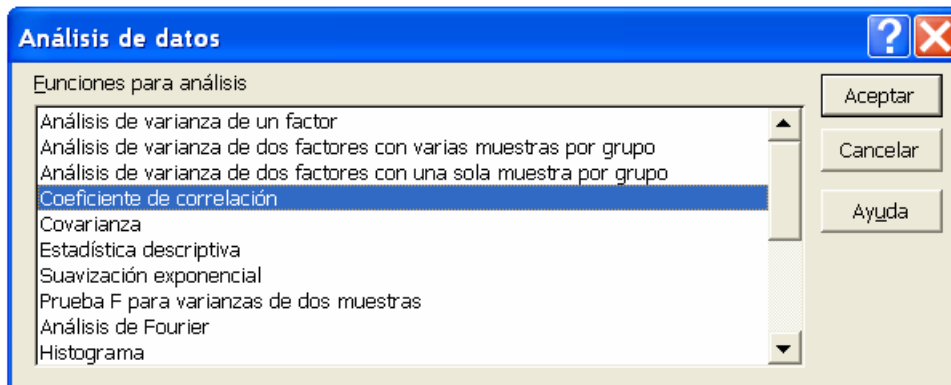 Análisis de datos
Funciones para análisis
Análisis de varianza de un factor
Análisis de varianza de dos factores con varias muestras por grupo
Análisis de varianza de dos factores con una sola muestra por grupo
Coeficiente de correlación
Covarianza
Estadística descriptiva
Suavización exponencial
Prueba F para varianzas de dos muestras
Análisis de Fourier
Histograma
Aceptar
Cancelar
Ayuda